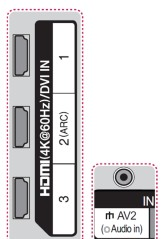 HDMI(4K@60Hz)/DVI IN
1
2(ARC)
3
IN
AV2
(Audio in)